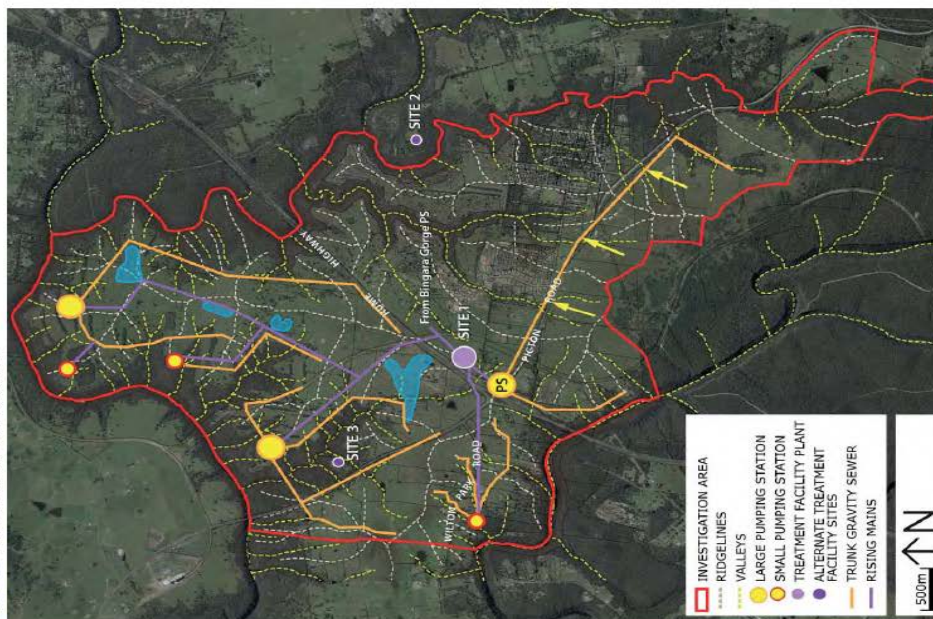 SITE 2
HIGHWAY
HUME
From Bingara Gorge PS
SITE 1
PICTON
ROAD
PS
SITE 3
WILTON PARK ROAD
INVESTIGATION AREA
RIDGELINES
VALLEYS
LARGE PUMPING STATION
SMALL PUMPING STATION
TREATMENT FACILITY PLANT
ALTERNATE TREATMENT
FACILITY SITES
TRUNK GRAVITY SEWER
RISING MAINS
500m
N